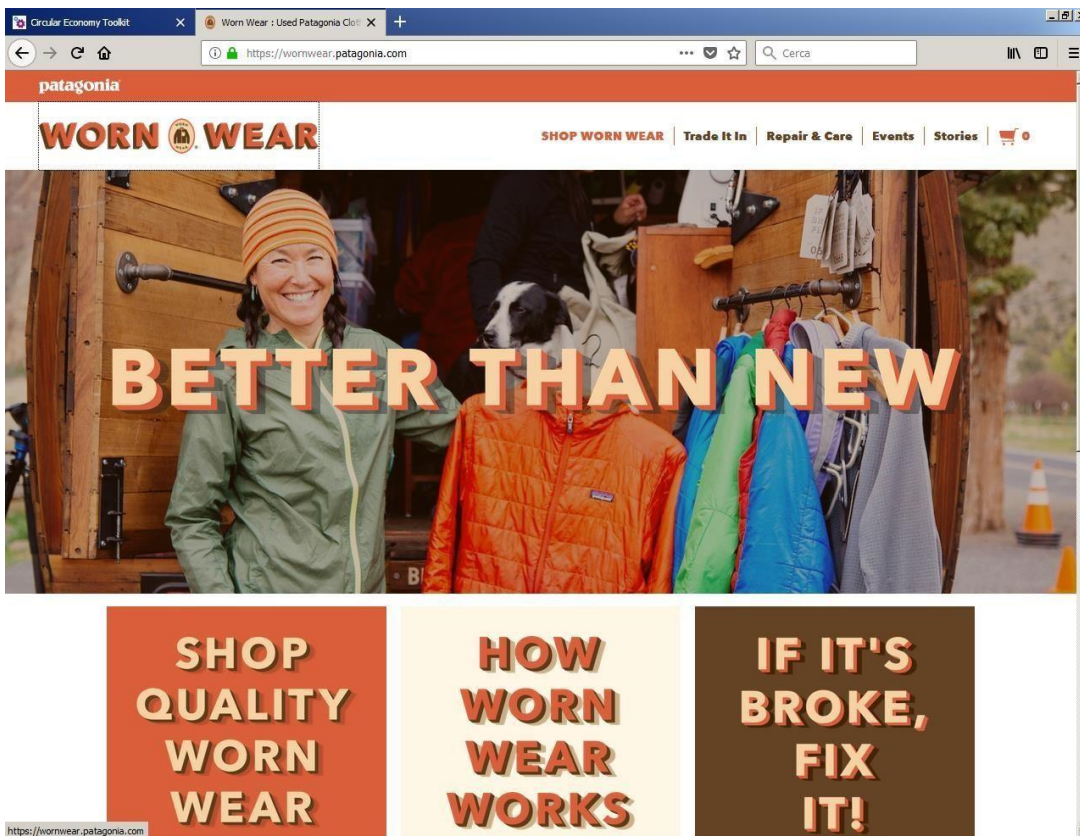 Circular Economy Toolkit
Worn Wear : Used Patagonia Clot
https://wornwear.patagonia.com
Cerca
patagonia
WORN WEAR
SHOP WORN WEAR Trade It In Repair & Care Events Stories 0
BETTER THAN NEW
SHOP
QUALITY
WORN
WEAR
HOW
WORN
WEAR
WORKS
IF IT'S
BROKE,
FIX
IT!
https://wornwear.patagonia.com